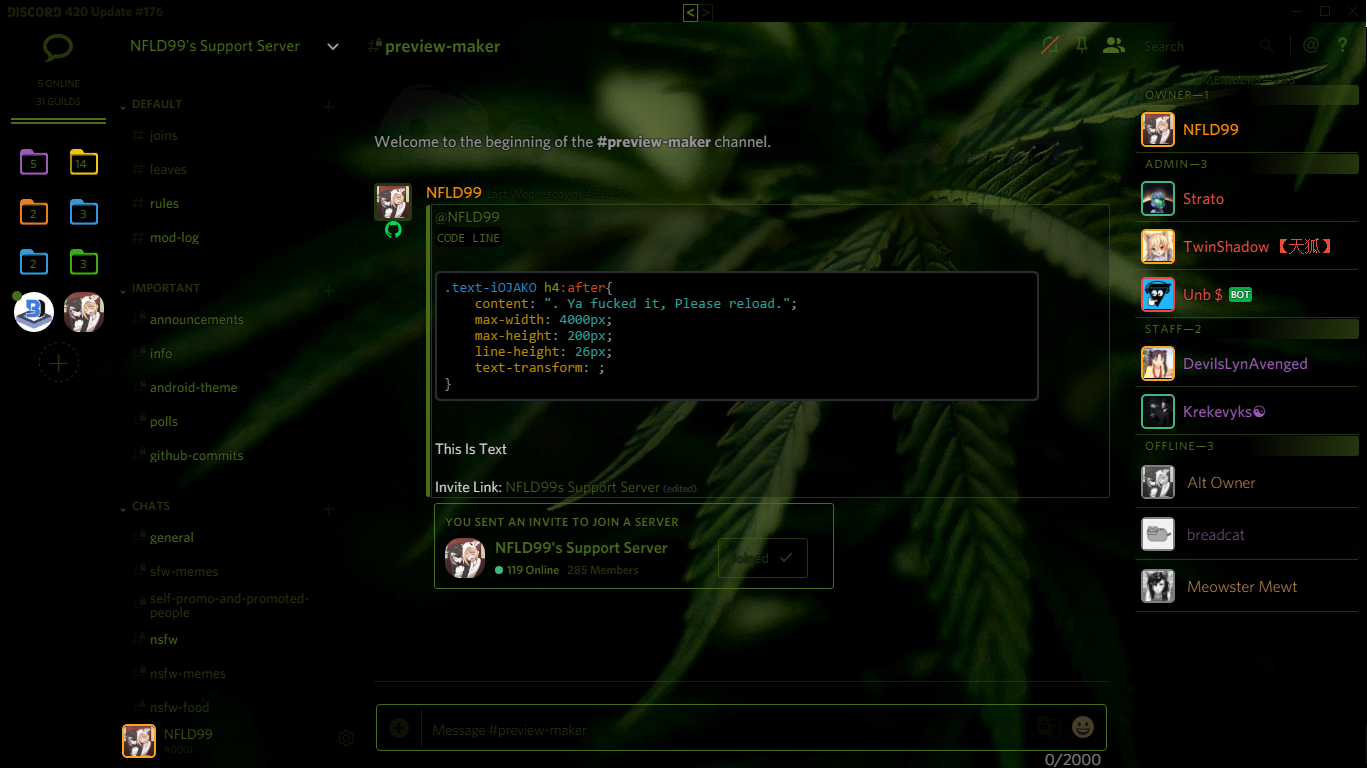 DISCORD 420 Update #176
< >
5 ONLINE
31 GUILDS
5
14
2
3
2
3
NFLD99's Support Server
DEFAULT
joins
leaves
rules
mod-log
IMPORTANT
announcements
info
android-theme
polls
github-commits
CHATS
general
sfw-memes
self-promo-and-promoted-
people
nsfw
nsfw-memes
nsfw-food
NFLD99
#0001
#preview-maker
Search
@ ?
Welcome to the beginning of the #preview-maker channel.
NFLD99 Last Wednesday at 4:36 PM
@NFLD99
CODE LINE
.text-iOJAKO h4:after{
content: ". Ya fucked it, Please reload.";
max-width: 4000px;
max-height: 200px;
line-height: 26px;
text-transform: ;
}
This Is Text
Invite Link: NFLD99s Support Server (edited)
YOU SENT AN INVITE TO JOIN A SERVER
NFLD99's Support Server
119 Online 285 Members
Joined
Message #preview-maker
0/2000
OWNER—1
NFLD99
ADMIN—3
Strato
TwinShadow【天狐】
Unb $ BOT
STAFF—2
DevilsLynAvenged
Krekevyks☯
OFFLINE—3
Alt Owner
breadcat
Meowster Mewt